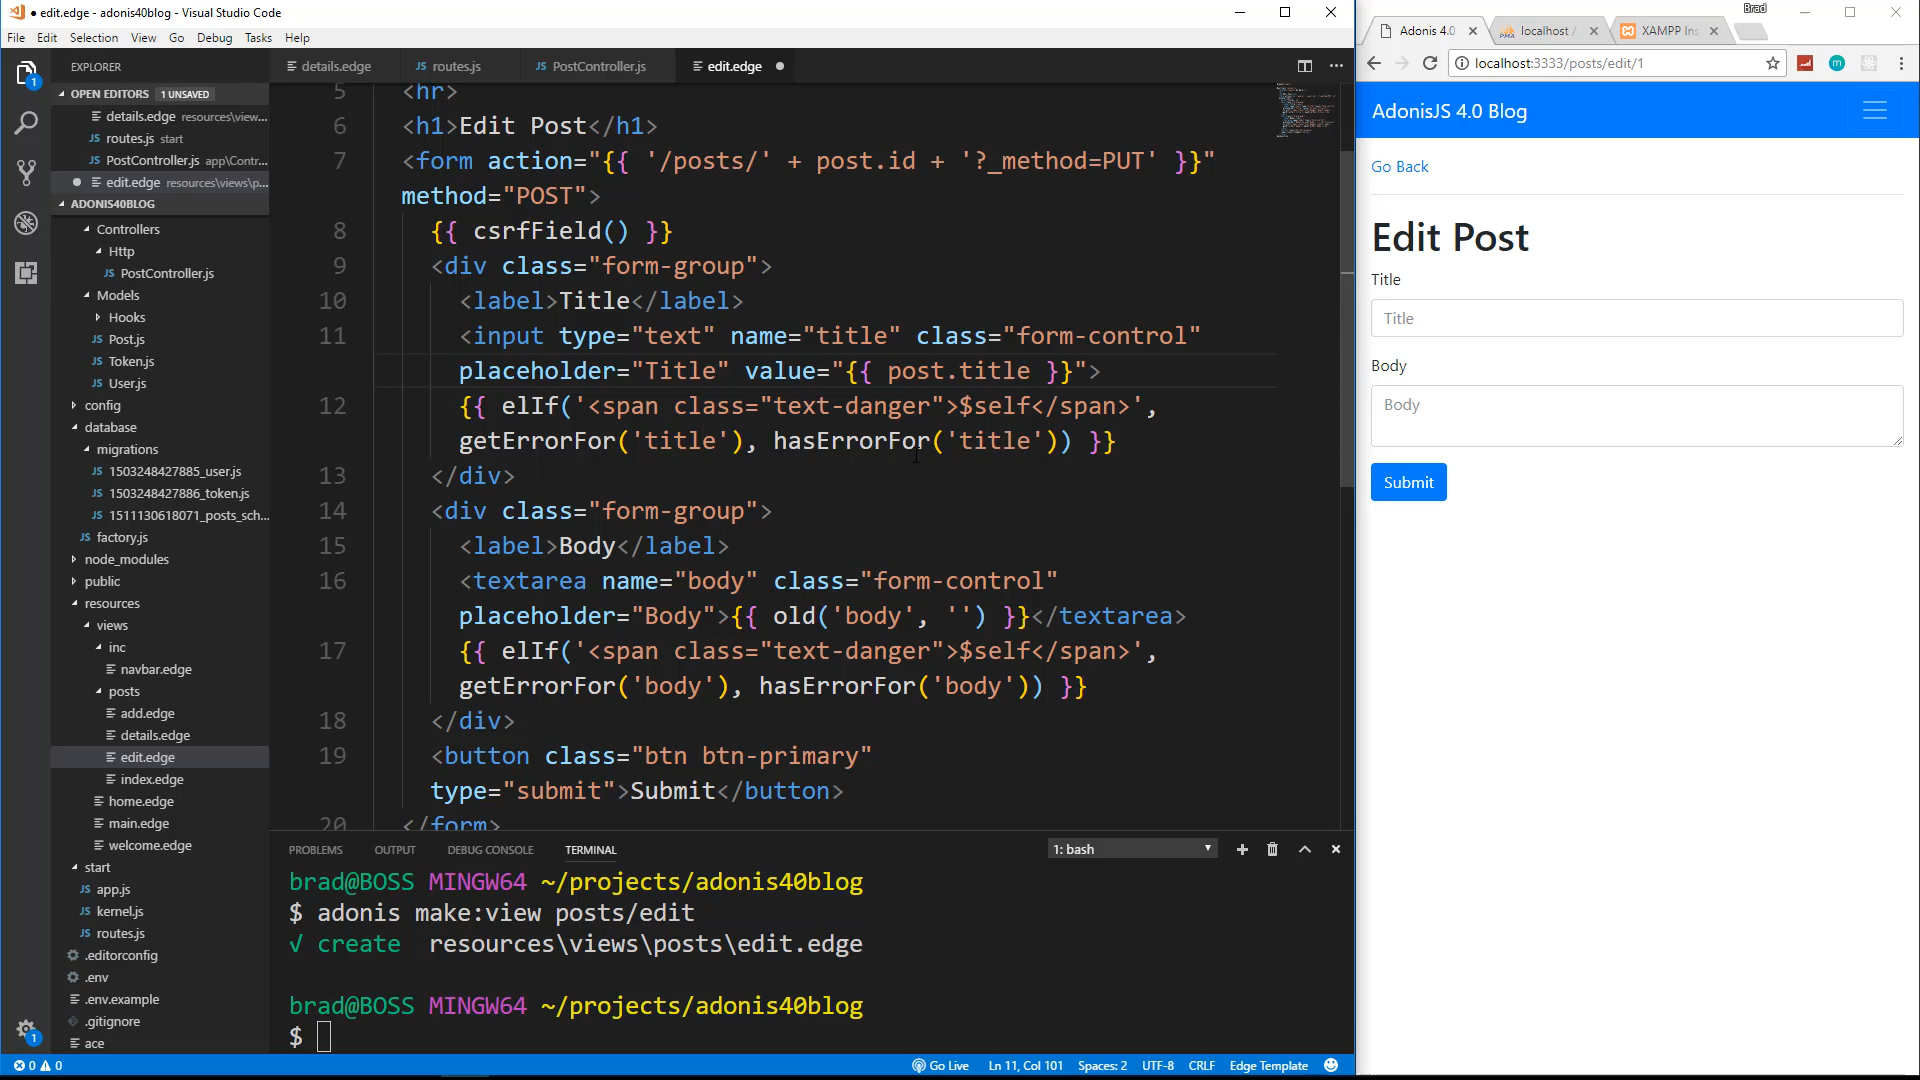 ● edit.edge - adonis40blog - Visual Studio Code
File Edit Selection View Go Debug Tasks Help
EXPLORER
OPEN EDITORS 1 UNSAVED
details.edge resources\view...
routes.js start
PostController.js app\Contr...
edit.edge resources\views\p...
ADONIS40BLOG
Controllers
Http
PostController.js
Models
Hooks
Post.js
Token.js
User.js
config
database
migrations
1503248427885_user.js
1503248427886_token.js
1511130618071_posts_sch...
factory.js
node_modules
public
resources
views
inc
navbar.edge
posts
add.edge
details.edge
edit.edge
index.edge
home.edge
main.edge
welcome.edge
start
app.js
kernel.js
routes.js
.editorconfig
.env
.env.example
.gitignore
ace
details.edge routes.js PostController.js edit.edge
5 <hr>
6 <h1>Edit Post</h1>
7 <form action="{{ '/posts/' + post.id + '?_method=PUT' }}"
method="POST">
8 {{ csrfField() }}
9 <div class="form-group">
10 <label>Title</label>
11 <input type="text" name="title" class="form-control"
placeholder="Title" value="{{ post.title }}">
12 {{ elIf('<span class="text-danger">$self</span>',
getErrorFor('title'), hasErrorFor('title')) }}
13 </div>
14 <div class="form-group">
15 <label>Body</label>
16 <textarea name="body" class="form-control"
placeholder="Body">{{ old('body', '') }}</textarea>
17 {{ elIf('<span class="text-danger">$self</span>',
getErrorFor('body'), hasErrorFor('body')) }}
18 </div>
19 <button class="btn btn-primary"
type="submit">Submit</button>
20 </form>
PROBLEMS OUTPUT DEBUG CONSOLE TERMINAL 1: bash
brad@BOSS MINGW64 ~/projects/adonis40blog
$ adonis make:view posts/edit
√ create resources\views\posts\edit.edge
brad@BOSS MINGW64 ~/projects/adonis40blog
$
0 0 Go Live Ln 11, Col 101 Spaces: 2 UTF-8 CRLF Edge Template
1
1
Brad
Adonis 4.0 localhost / XAMPP Ins
localhost:3333/posts/edit/1
AdonisJS 4.0 Blog
Go Back
Edit Post
Title
Title
Body
Body
Submit